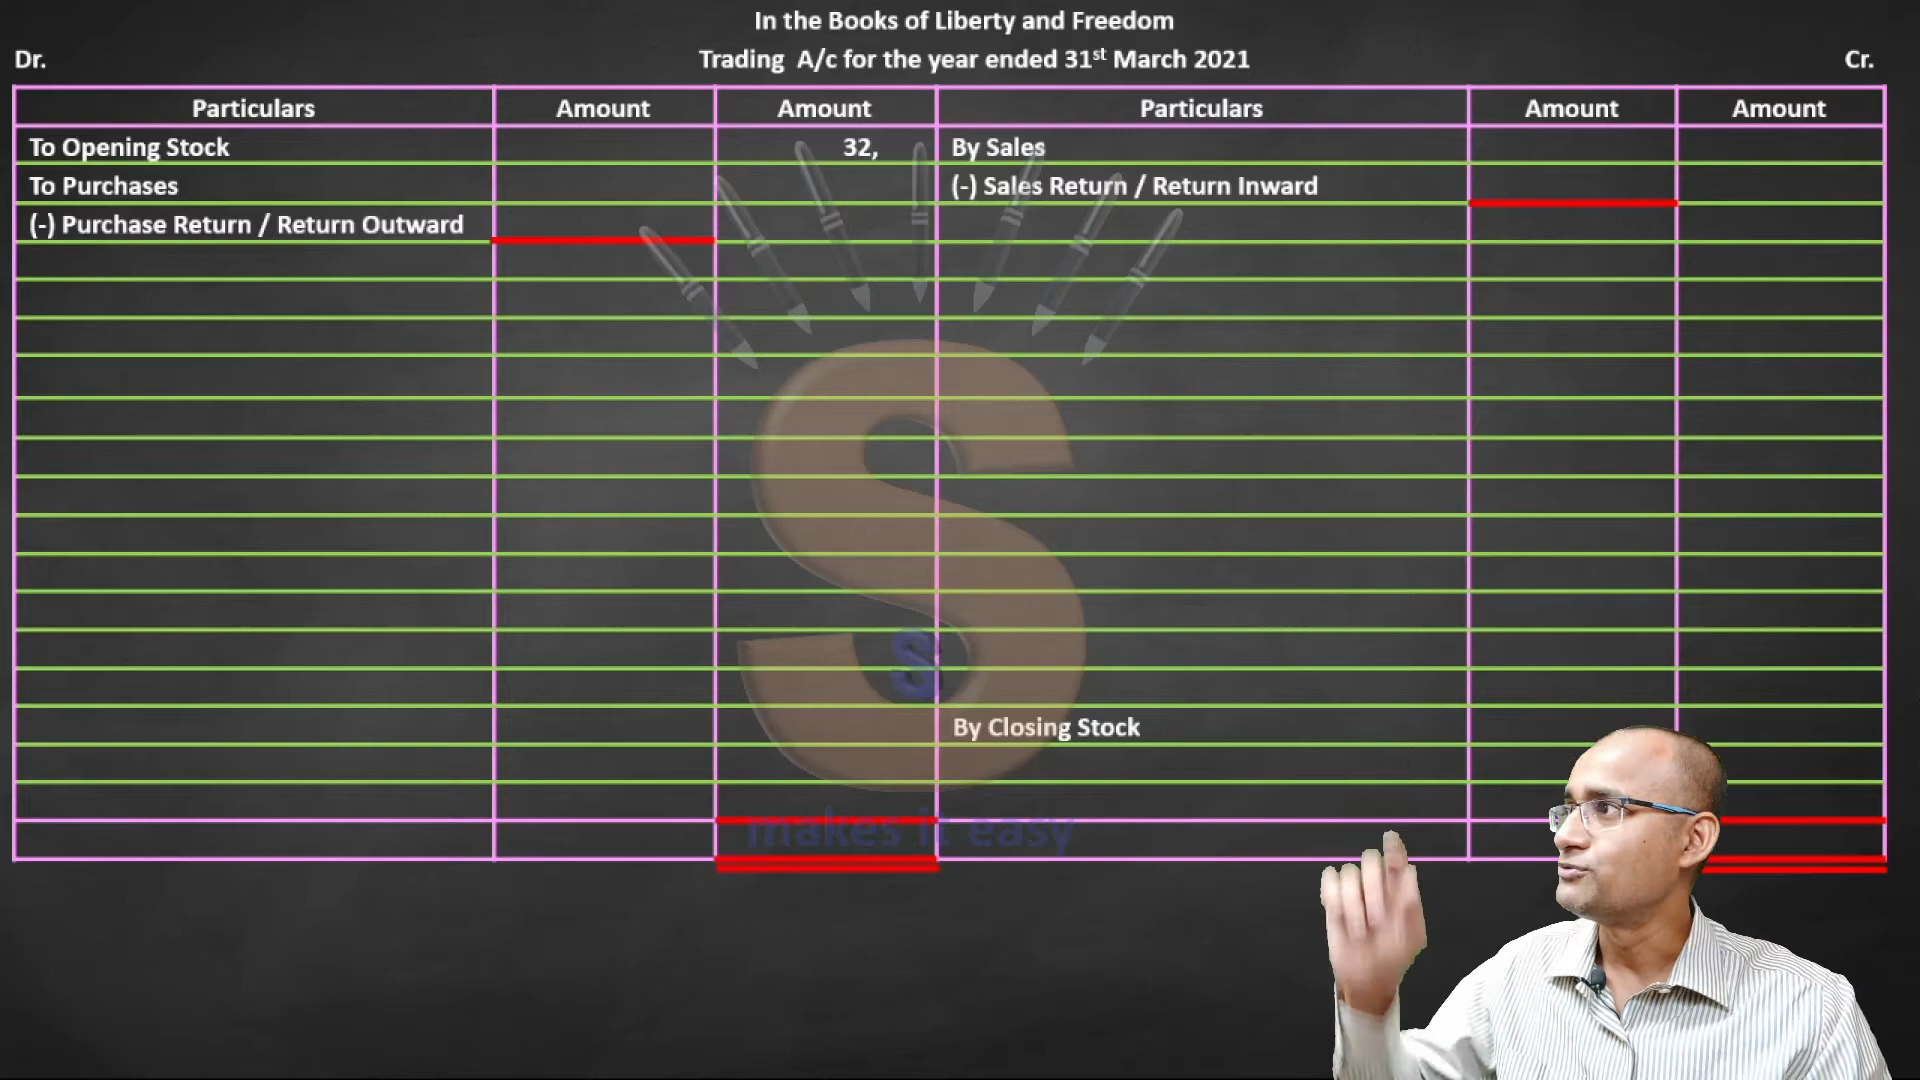 In the Books of Liberty and Freedom
Dr.
Trading A/c for the year ended 31st March 2021
Cr.
Particulars Amount Amount Particulars Amount Amount
To Opening Stock 32, By Sales
To Purchases (-) Sales Return / Return Inward
(-) Purchase Return / Return Outward
S
S
By Closing Stock
makes it easy